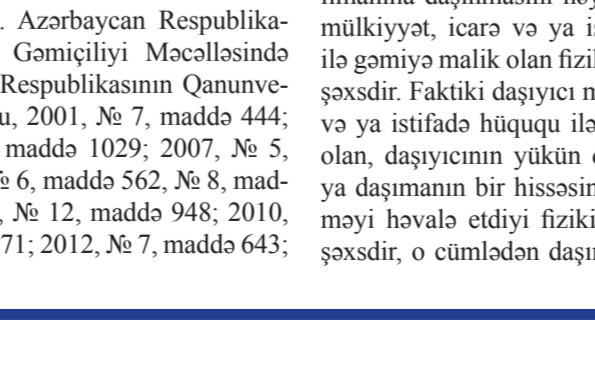 . Azərbaycan Respublika-
Gəmiçiliyi Məcəlləsində
Respublikasının Qanunve-
u, 2001, № 7, maddə 444;
maddə 1029; 2007, № 5,
№ 6, maddə 562, № 8, mad-
, № 12, maddə 948; 2010,
71; 2012, № 7, maddə 643;
mülkiyyət, icarə və ya is
ilə gəmiyə malik olan fizik
şəxsdir. Faktiki daşıyıcı m
və ya istifadə hüququ ilə
olan, daşıyıcının yükün
ya daşımanın bir hissəsin
məyi həvalə etdiyi fiziki
şəxsdir, o cümlədən daşı